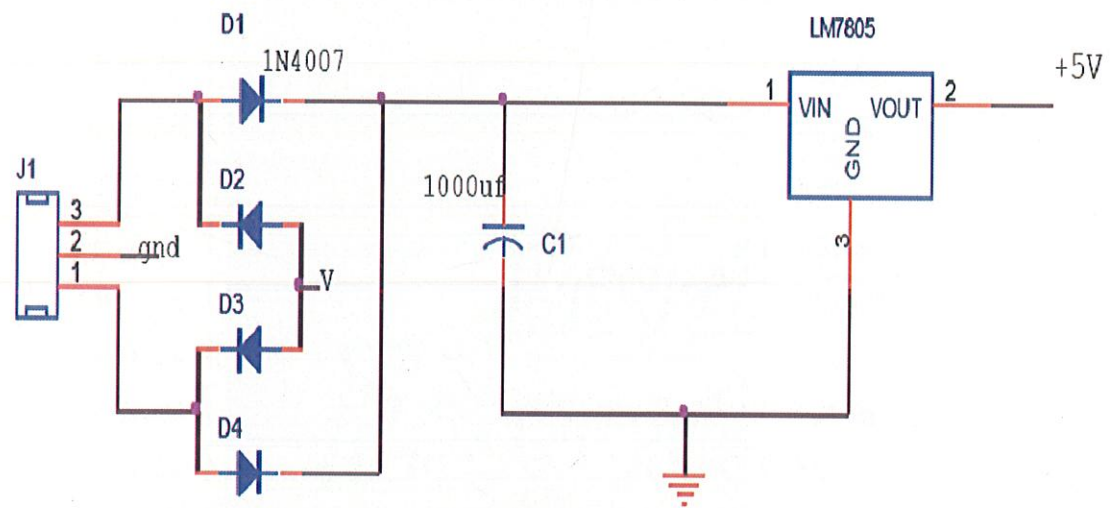 D1
1N4007
LM7805
+5V
1
VIN
VOUT
2
GND
3
J1
3
2
gnd
1
D2
V
D3
D4
1000uf
C1